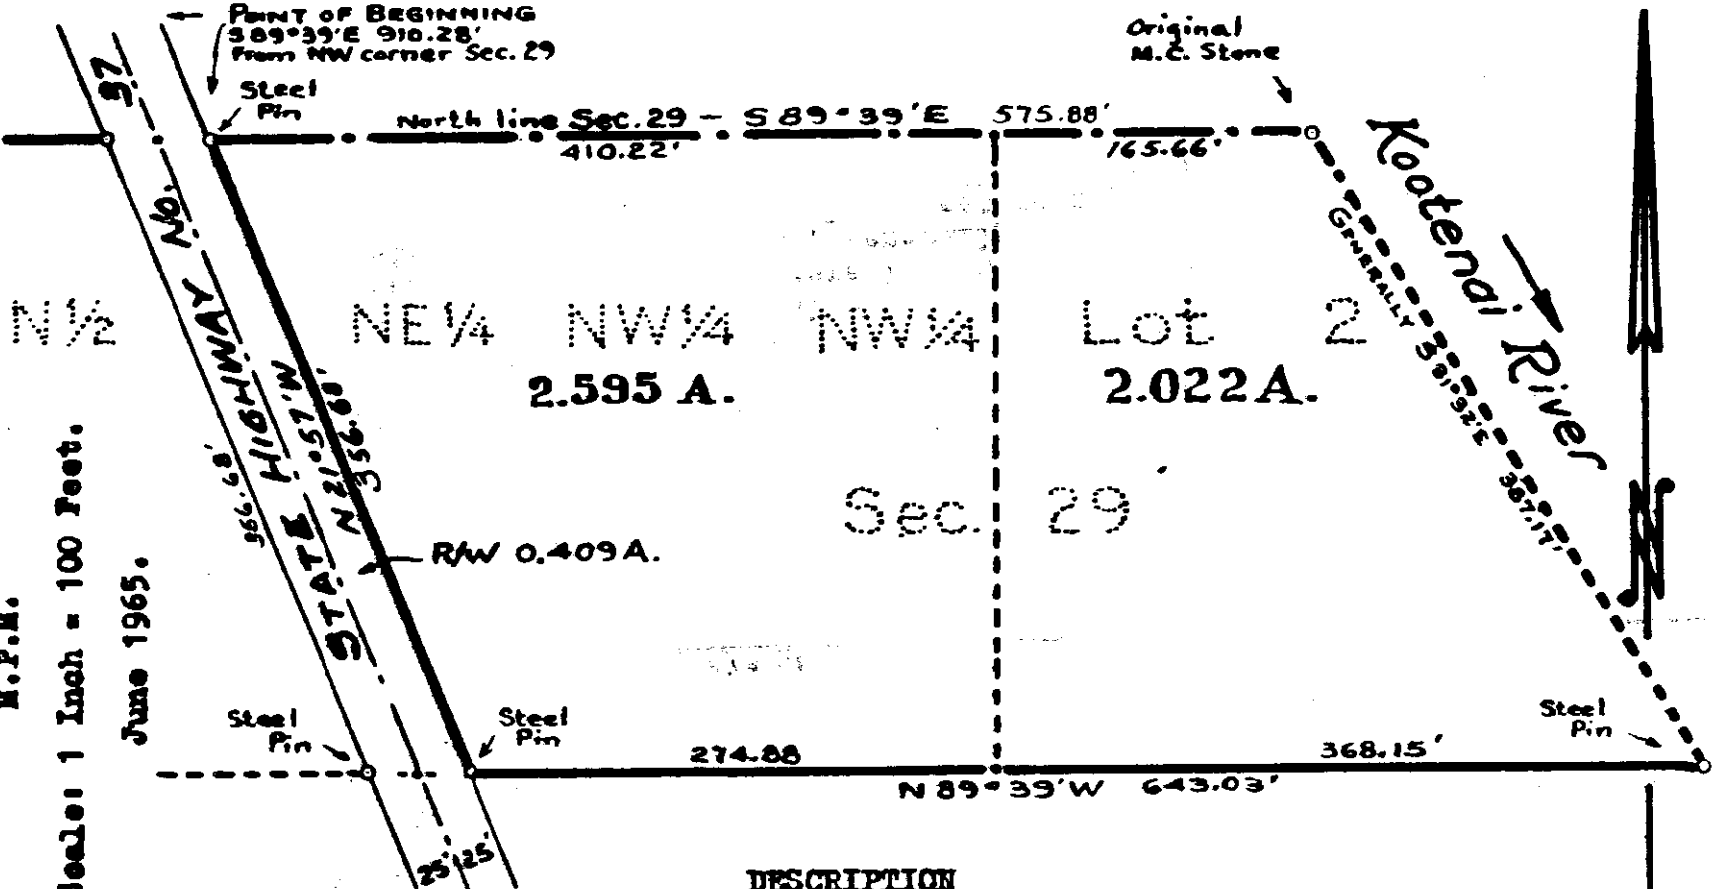 POINT OF BEGINNING
S 89°39'E 910.28'
From NW corner Sec. 29
Steel
Pin
Original
M.C. Stone
North line Sec. 29 - S 89°39'E 575.88'
410.22'
165.66'
Kootenai River
GENERALLY S 31°32'E 387.17'
37
STATE HIGHWAY No.
N 21°57'W
356.68'
366.68'
N½ NE¼ NW¼ NW¼ Lot 2
2.595 A.
2.022 A.
Sec. 29
R/W 0.409 A.
N
M.P.M.
Scale: 1 Inch = 100 Feet.
June 1965.
Steel
Pin
Steel
Pin
Steel
Pin
274.88
368.15'
N 89°39'W 643.03'
25' 25'
DESCRIPTION